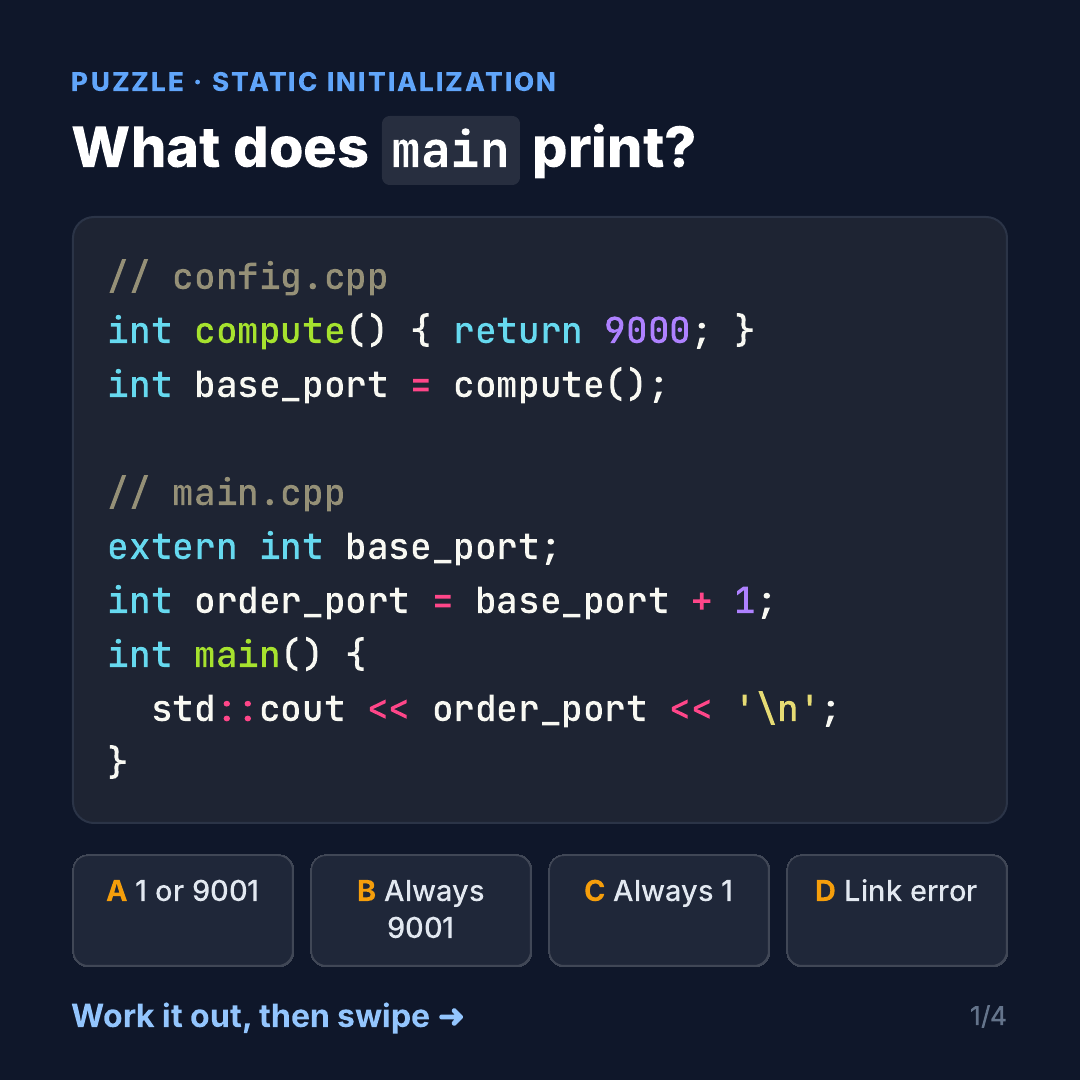 PUZZLE · STATIC INITIALIZATION
What does main print?
// config.cpp
int compute() { return 9000; }
int base_port = compute();
// main.cpp
extern int base_port;
int order_port = base_port + 1;
int main() {
  std::cout << order_port << '\n';
}
A 1 or 9001
B Always
9001
C Always 1
D Link error
Work it out, then swipe ➜
1/4